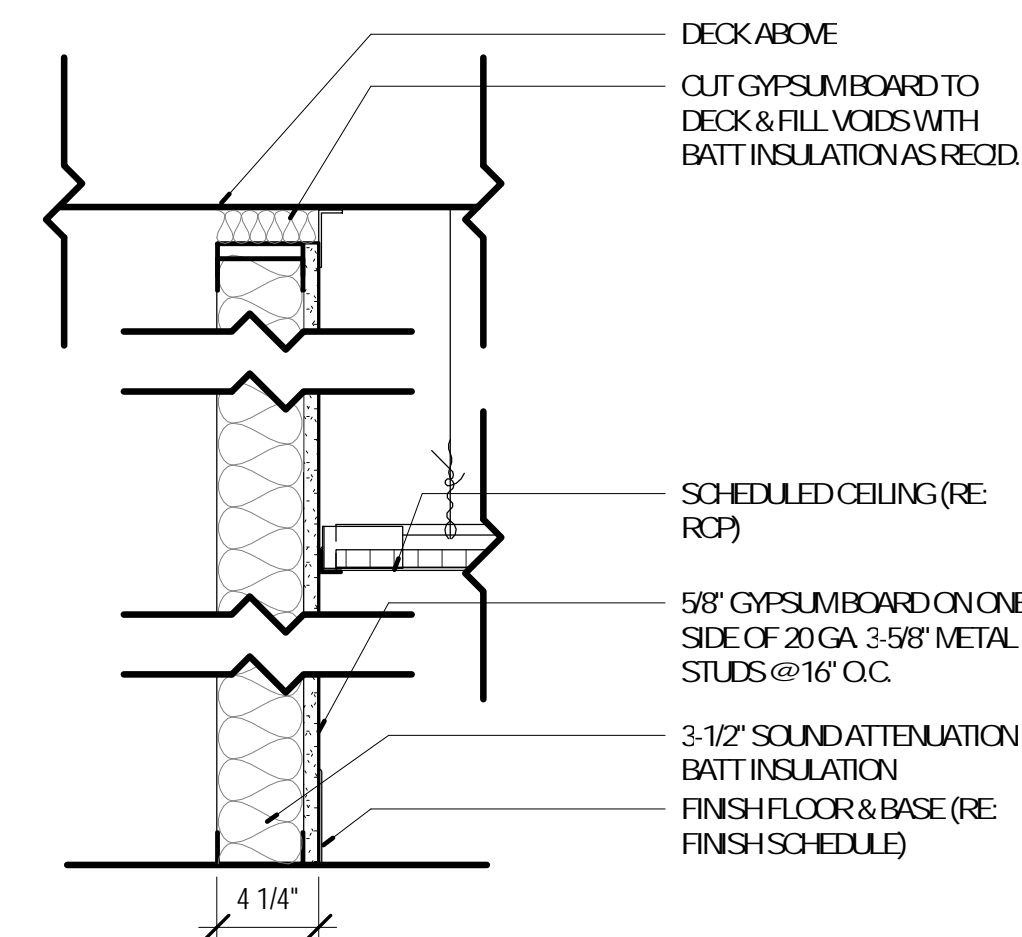 DECK ABOVE
CUT GYPSUM BOARD TO
DECK & FILL VOIDS WITH
BATT INSULATION AS REQ'D.
SCHEDULED CEILING (RE:
RCP)
5/8" GYPSUM BOARD ON ONE
SIDE OF 20 GA. 3-5/8" METAL
STUDS @ 16" O.C.
3-1/2" SOUND ATTENUATION
BATT INSULATION
FINISH FLOOR & BASE (RE:
FINISH SCHEDULE)
4 1/4"